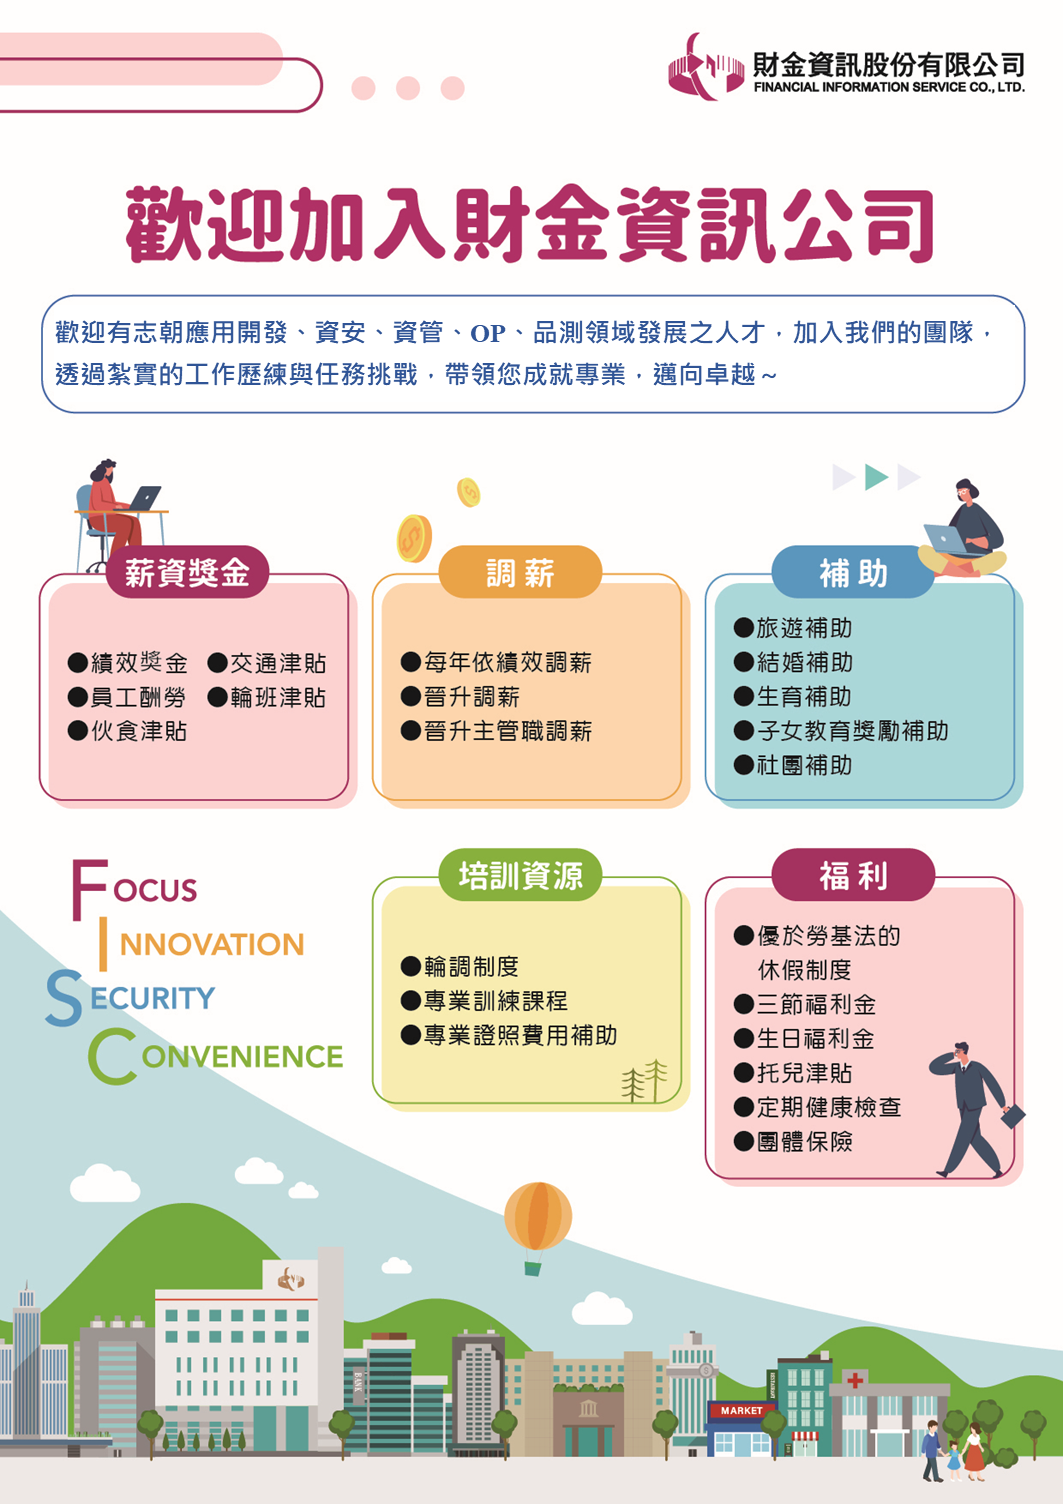 財金資訊股份有限公司
FINANCIAL INFORMATION SERVICE CO., LTD.
歡迎加入財金資訊公司
歡迎有志朝應用開發、資安、資管、OP、品測領域發展之人才，加入我們的團隊，
透過紮實的工作歷練與任務挑戰，帶領您成就專業，邁向卓越～
薪資獎金
●績效獎金 ●交通津貼
●員工酬勞 ●輪班津貼
●伙食津貼
調薪
●每年依績效調薪
●晉升調薪
●晉升主管職調薪
補助
●旅遊補助
●結婚補助
●生育補助
●子女教育獎勵補助
●社團補助
FOCUS
INNOVATION
SECURITY
CONVENIENCE
培訓資源
●輪調制度
●專業訓練課程
●專業證照費用補助
福利
●優於勞基法的
休假制度
●三節福利金
●生日福利金
●托兒津貼
●定期健康檢查
●團體保險
BANK
MARKET